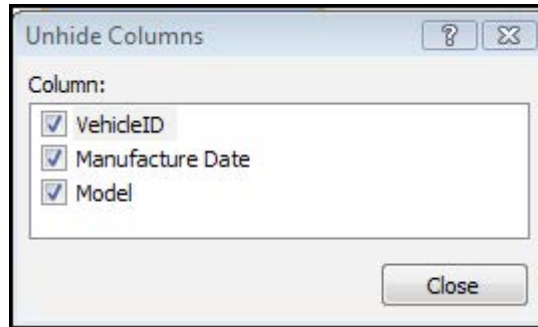 Unhide Columns
Column:
VehicleID
Manufacture Date
Model
Close